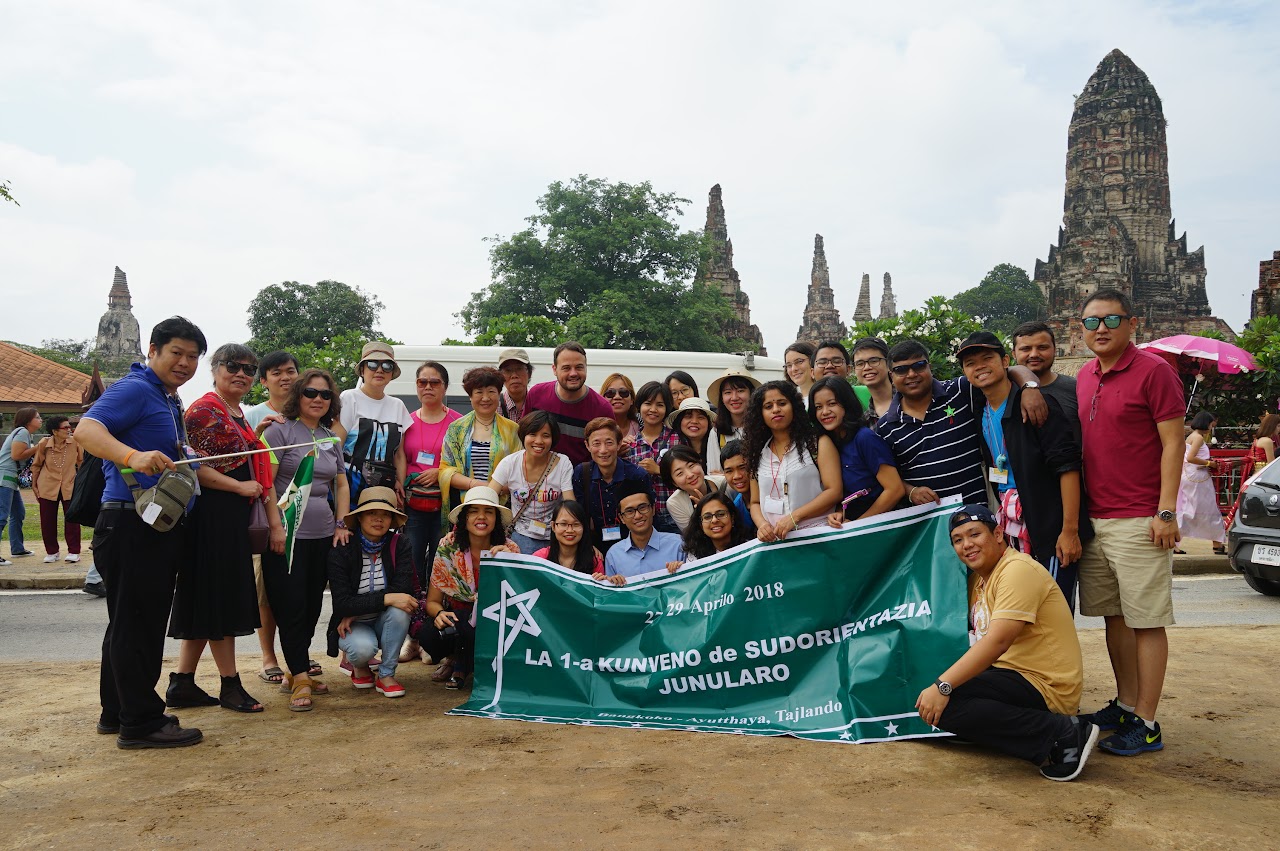 2-29 Aprilo 2018
LA 1-a KUNVENO de SUDORIENTAZIA
JUNULARO
Bangkoko - Ayutthaya, Tajlando